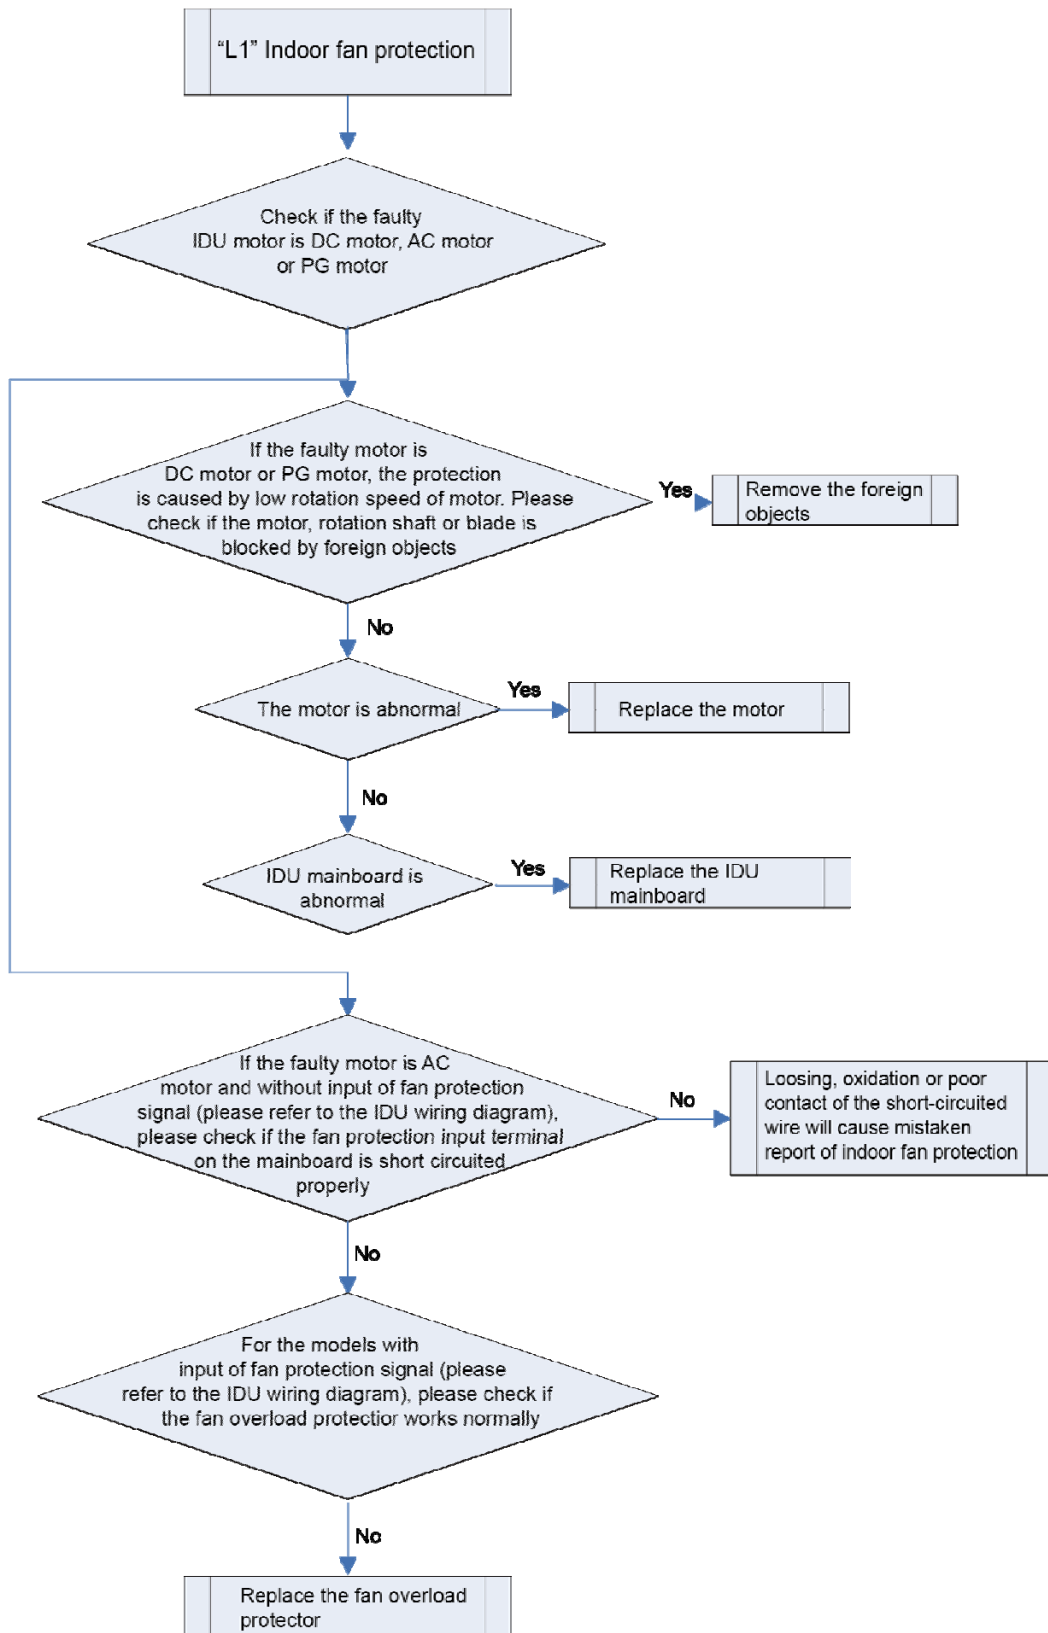 “L1” Indoor fan protection
Check if the faulty
IDU motor is DC motor, AC motor
or PG motor
If the faulty motor is
DC motor or PG motor, the protection
is caused by low rotation speed of motor. Please
check if the motor, rotation shaft or blade is
blocked by foreign objects
Yes
Remove the foreign
objects
No
The motor is abnormal
Yes
Replace the motor
No
IDU mainboard is
abnormal
Yes
Replace the IDU
mainboard
If the faulty motor is AC
motor and without input of fan protection
signal (please refer to the IDU wiring diagram),
please check if the fan protection input terminal
on the mainboard is short circuited
properly
No
Loosing, oxidation or poor
contact of the short-circuited
wire will cause mistaken
report of indoor fan protection
No
For the models with
input of fan protection signal (please
refer to the IDU wiring diagram), please check if
the fan overload protectior works normally
No
Replace the fan overload
protector